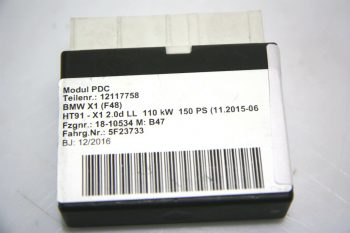 Modul PDC
Teilenr.: 12117758
BMW X1 (F48)
HT91 - X1 2.0d LL 110 kW 150 PS (11.2015-06
Fzgnr.: 18-10534 M: B47
Fahrg.Nr.: 5F23733
BJ: 12/2016